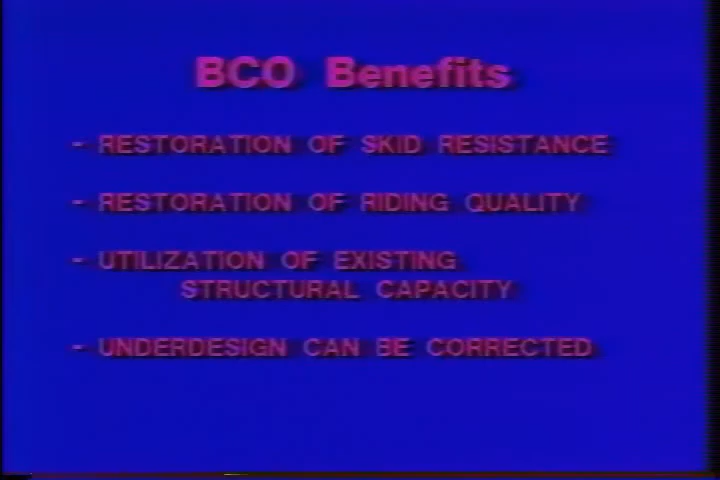 BCO Benefits
- RESTORATION OF SKID RESISTANCE
- RESTORATION OF RIDING QUALITY
- UTILIZATION OF EXISTING
STRUCTURAL CAPACITY
- UNDERDESIGN CAN BE CORRECTED